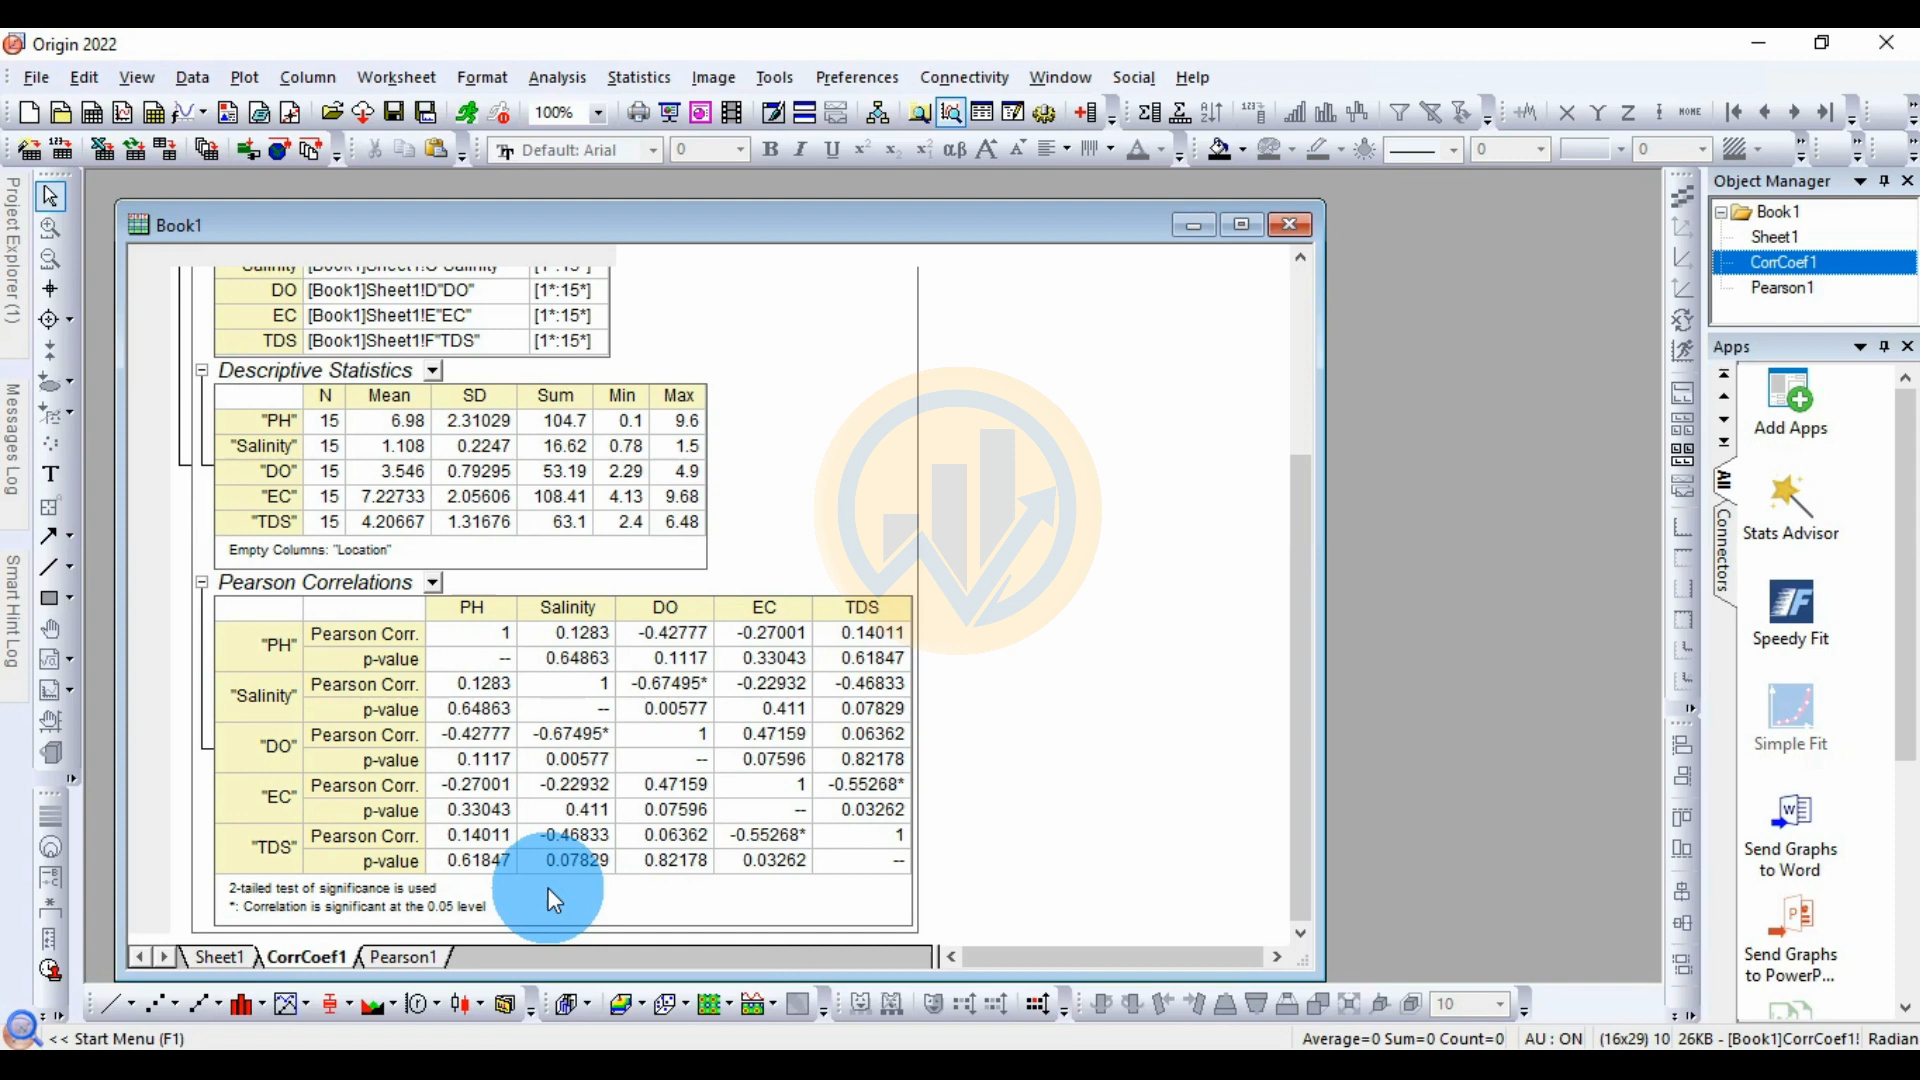 Origin 2022
File Edit View Data Plot Column Worksheet Format Analysis Statistics Image Tools Preferences Connectivity Window Social Help
100%
Default: Arial 0 B I U αβ A 0 0
Project Explorer (1)
Messages Log
Smart Hint Log
Book1
DO [Book1]Sheet1!D"DO" [1*:15*]
EC [Book1]Sheet1!E"EC" [1*:15*]
TDS [Book1]Sheet1!F"TDS" [1*:15*]
Descriptive Statistics
N Mean SD Sum Min Max
"PH" 15 6.98 2.31029 104.7 0.1 9.6
"Salinity" 15 1.108 0.2247 16.62 0.78 1.5
"DO" 15 3.546 0.79295 53.19 2.29 4.9
"EC" 15 7.22733 2.05606 108.41 4.13 9.68
"TDS" 15 4.20667 1.31676 63.1 2.4 6.48
Empty Columns: "Location"
Pearson Correlations
PH Salinity DO EC TDS
"PH" Pearson Corr. 1 0.1283 -0.42777 -0.27001 0.14011
p-value -- 0.64863 0.1117 0.33043 0.61847
"Salinity" Pearson Corr. 0.1283 1 -0.67495* -0.22932 -0.46833
p-value 0.64863 -- 0.00577 0.411 0.07829
"DO" Pearson Corr. -0.42777 -0.67495* 1 0.47159 0.06362
p-value 0.1117 0.00577 -- 0.07596 0.82178
"EC" Pearson Corr. -0.27001 -0.22932 0.47159 1 -0.55268*
p-value 0.33043 0.411 0.07596 -- 0.03262
"TDS" Pearson Corr. 0.14011 -0.46833 0.06362 -0.55268* 1
p-value 0.61847 0.07829 0.82178 0.03262 --
2-tailed test of significance is used
*: Correlation is significant at the 0.05 level
Sheet1 CorrCoef1 Pearson1
Object Manager
Book1
Sheet1
CorrCoef1
Pearson1
Apps
All
Connectors
Add Apps
Stats Advisor
Speedy Fit
Simple Fit
Send Graphs
to Word
Send Graphs
to PowerP...
10
<< Start Menu (F1)
Average=0 Sum=0 Count=0 AU : ON (16x29) 10 26KB - [Book1]CorrCoef1! Radian